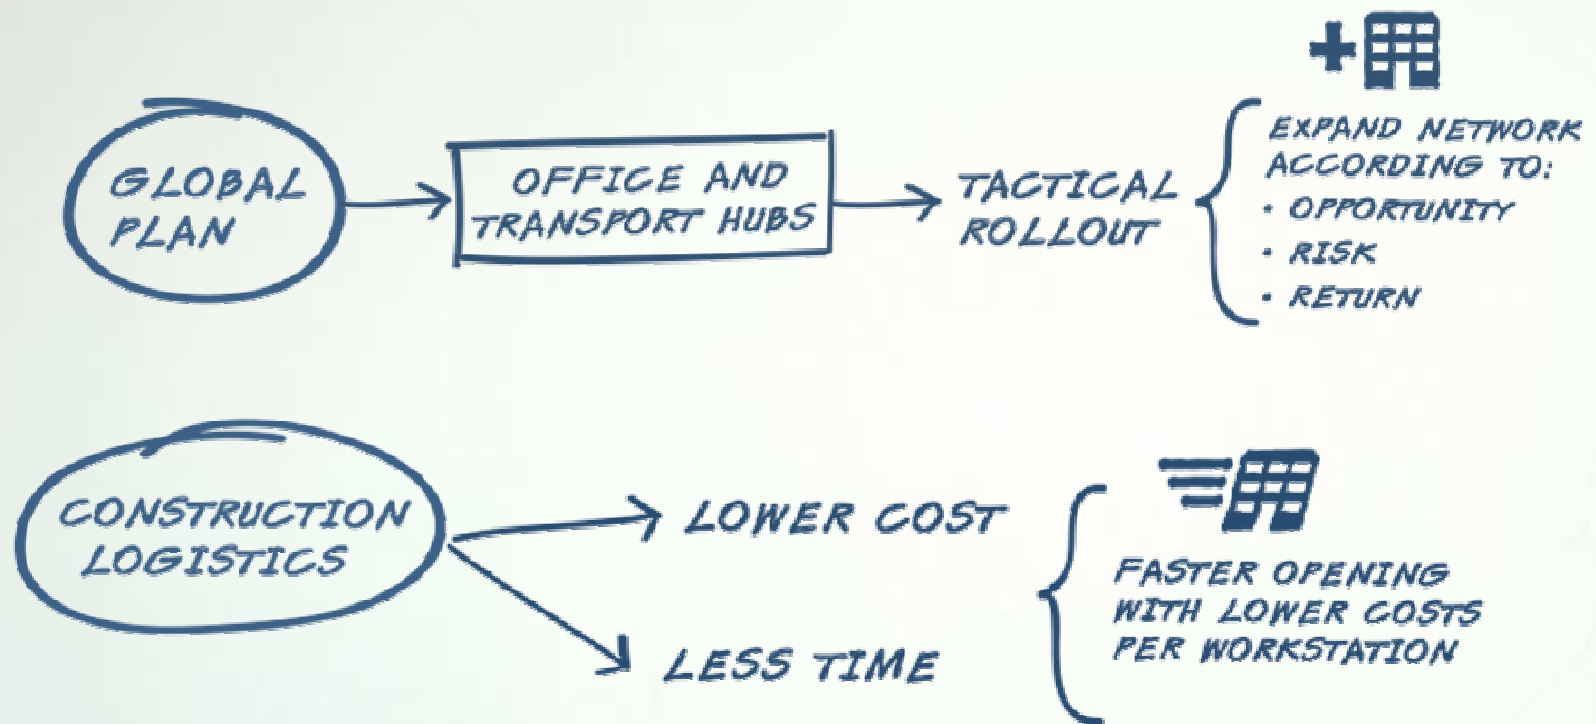 GLOBAL
PLAN
OFFICE AND
TRANSPORT HUBS
TACTICAL
ROLLOUT
EXPAND NETWORK
ACCORDING TO:
• OPPORTUNITY
• RISK
• RETURN
CONSTRUCTION
LOGISTICS
LOWER COST
LESS TIME
FASTER OPENING
WITH LOWER COSTS
PER WORKSTATION